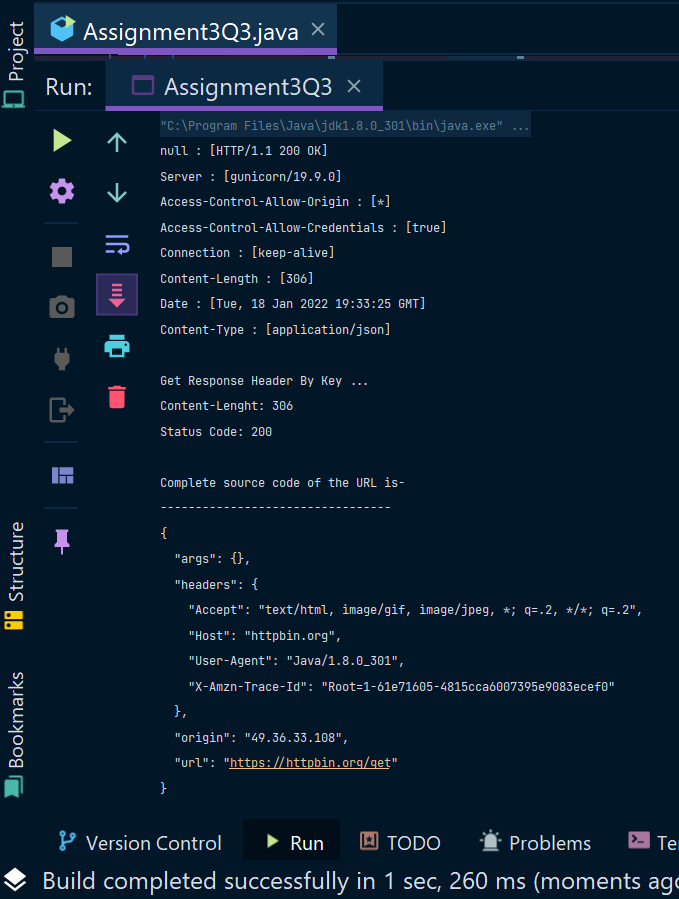 Project
Assignment3Q3.java
Run:
Assignment3Q3
"C:\Program Files\Java\jdk1.8.0_301\bin\java.exe" ...
null : [HTTP/1.1 200 OK]
Server : [gunicorn/19.9.0]
Access-Control-Allow-Origin : [*]
Access-Control-Allow-Credentials : [true]
Connection : [keep-alive]
Content-Length : [306]
Date : [Tue, 18 Jan 2022 19:33:25 GMT]
Content-Type : [application/json]
Get Response Header By Key ...
Content-Lenght: 306
Status Code: 200
Complete source code of the URL is-
---------------------------------
{
"args": {},
"headers": {
"Accept": "text/html, image/gif, image/jpeg, *; q=.2, */*; q=.2",
"Host": "httpbin.org",
"User-Agent": "Java/1.8.0_301",
"X-Amzn-Trace-Id": "Root=1-61e71605-4815cca6007395e9083ecef0"
},
"origin": "49.36.33.108",
"url": "https://httpbin.org/get"
}
Structure
Bookmarks
Version Control
Run
TODO
Problems
Te
Build completed successfully in 1 sec, 260 ms (moments ago